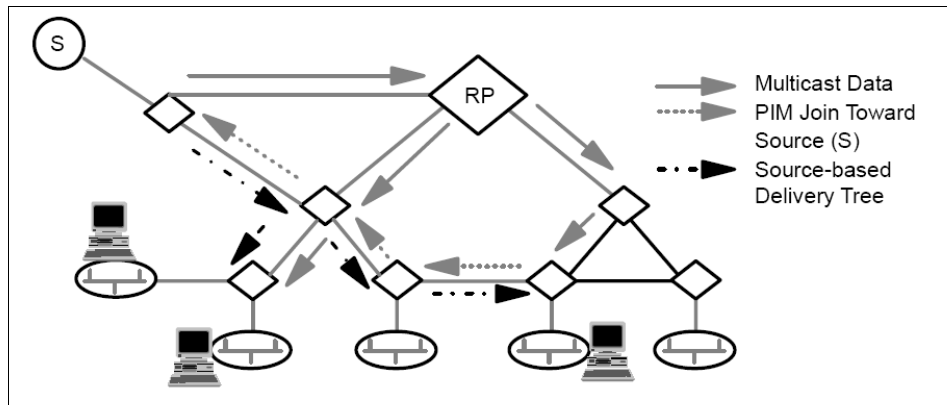 S
RP
Multicast Data
PIM Join Toward
Source (S)
Source-based
Delivery Tree